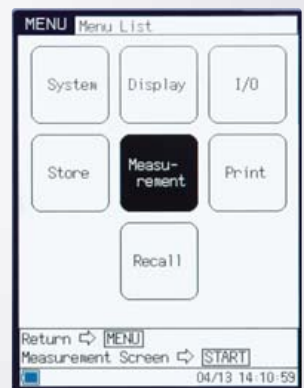 MENU Menu List
System Display I/O
Store Measu-
rement Print
Recall
Return ⇨ MENU
Measurement Screen ⇨ START
04/13 14:10:59